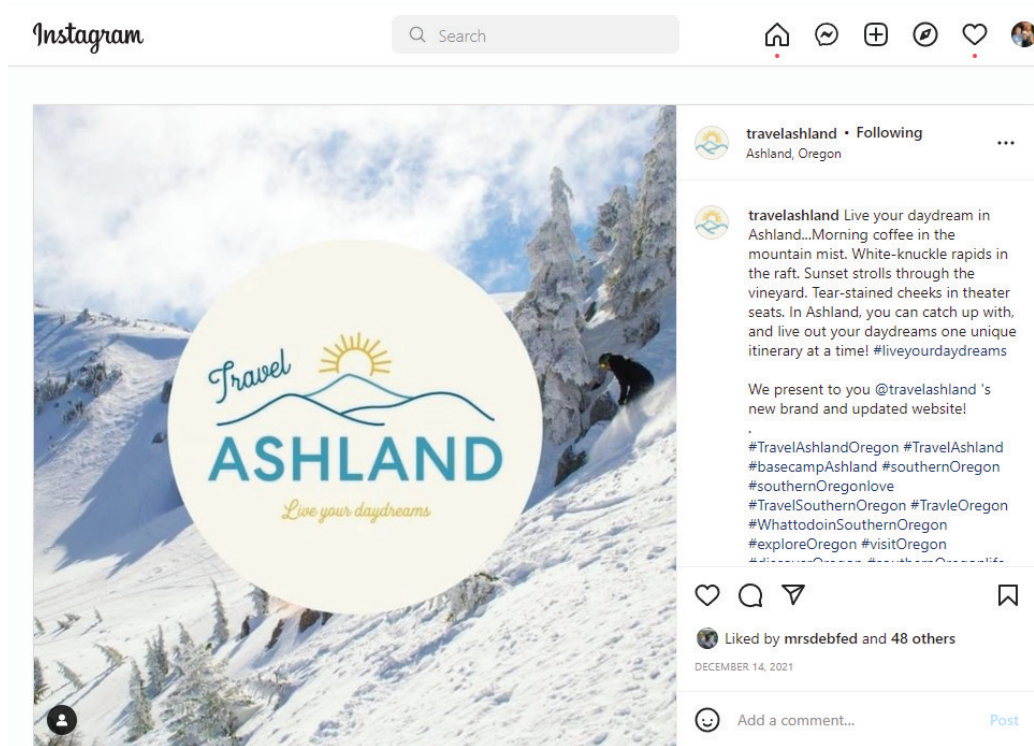 Instagram
Search
travelashland • Following
Ashland, Oregon
travelashland Live your daydream in
Ashland...Morning coffee in the
mountain mist. White-knuckle rapids in
the raft. Sunset strolls through the
vineyard. Tear-stained cheeks in theater
seats. In Ashland, you can catch up with,
and live out your daydreams one unique
itinerary at a time! #liveyourdaydreams
We present to you @travelashland 's
new brand and updated website!
.
#TravelAshlandOregon #TravelAshland
#basecampAshland #southernOregon
#southernOregonlove
#TravelSouthernOregon #TravleOregon
#WhattodoinSouthernOregon
#exploreOregon #visitOregon
#discoverOregon #southernOregonlife
Liked by mrsdebfed and 48 others
DECEMBER 14, 2021
Add a comment...
Post
Travel
ASHLAND
Live your daydreams